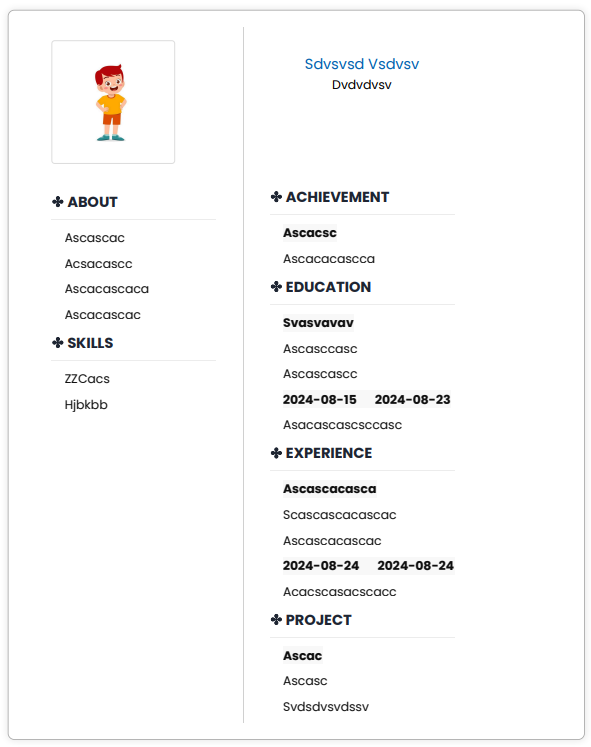 ABOUT
Ascascac
Acsacascc
Ascacascaca
Ascacascac
SKILLS
ZZCacs
Hjbkbb
Sdvsvsd Vsdvsv
Dvdvdvsv
ACHIEVEMENT
Ascacsc
Ascacacascca
EDUCATION
Svasvavav
Ascasccasc
Ascascascc
2024-08-15 2024-08-23
Asacascascsccasc
EXPERIENCE
Ascascacasca
Scascascacascac
Ascascacascac
2024-08-24 2024-08-24
Acacscasacscacc
PROJECT
Ascac
Ascasc
Svdsdvsvdssv